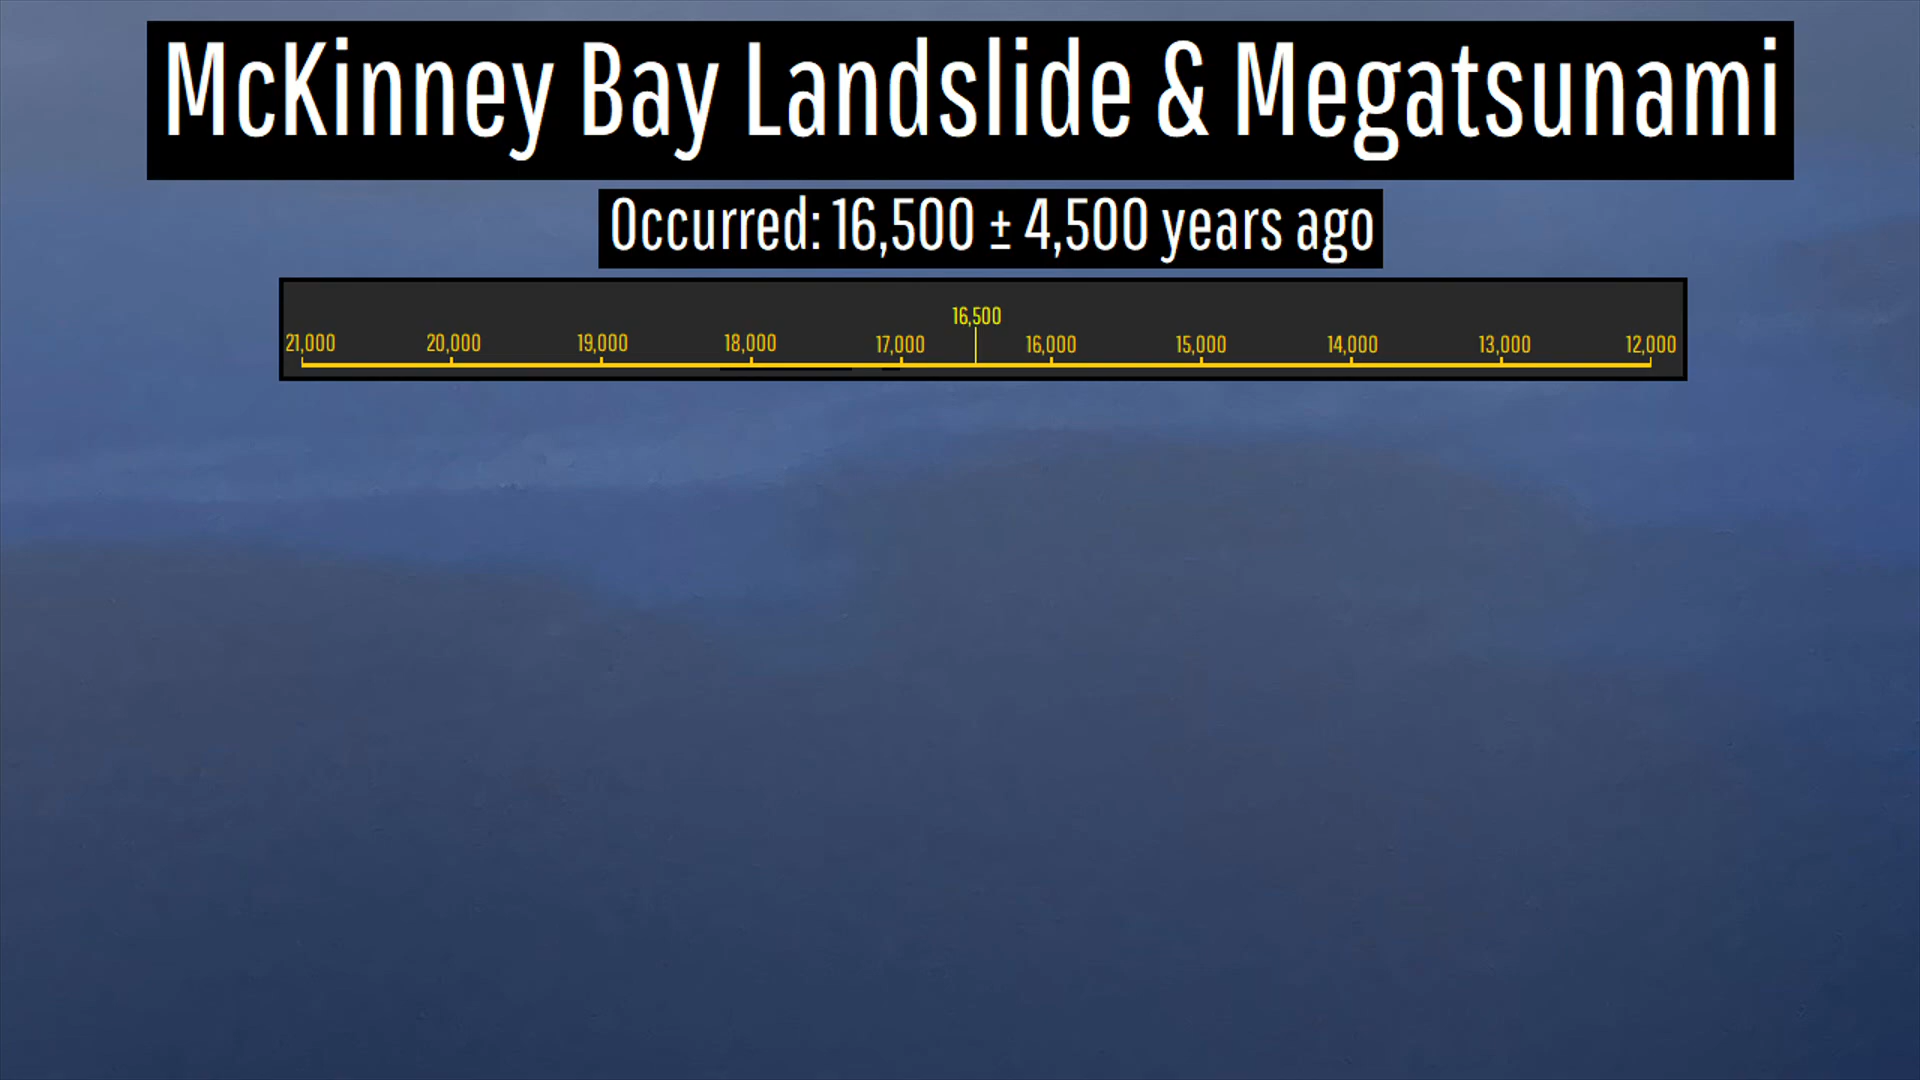 McKinney Bay Landslide & Megatsunami
Occurred: 16,500 ± 4,500 years ago
16,500
21,000 20,000 19,000 18,000 17,000 16,000 15,000 14,000 13,000 12,000